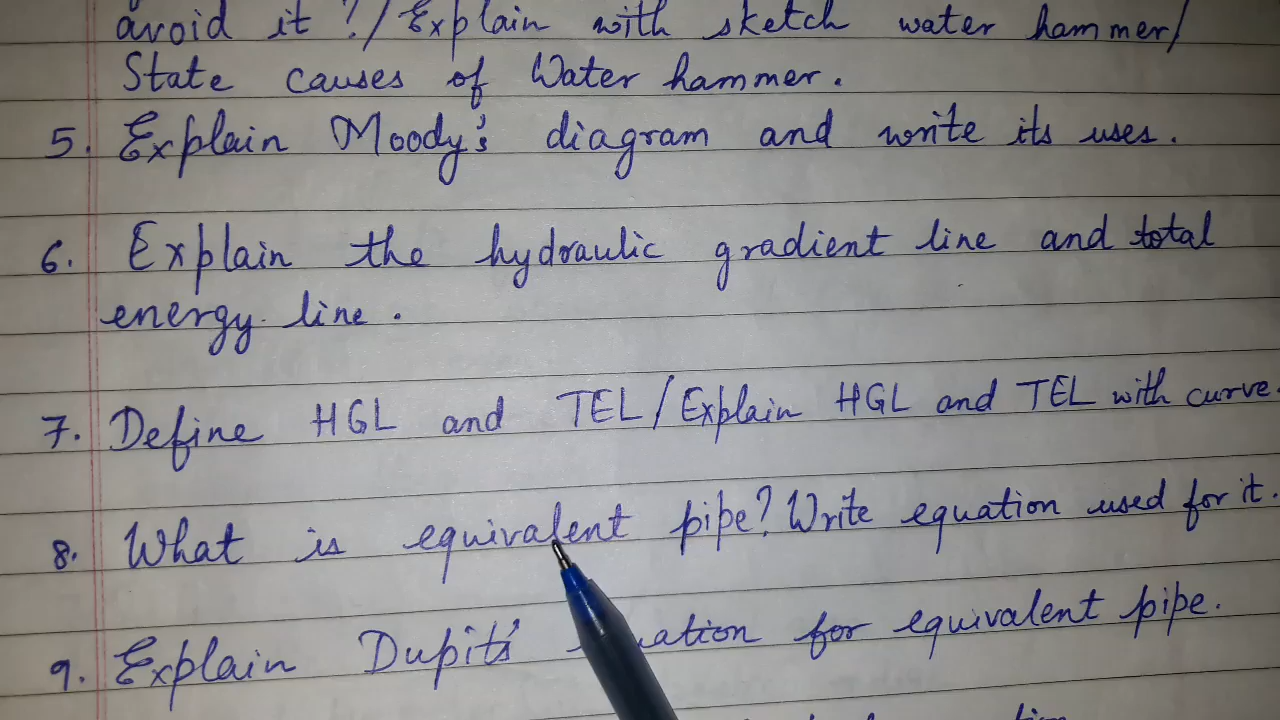 avoid it ?/ Explain with sketch water hammer/
State causes of Water hammer.
5. Explain Moody's diagram and write its uses.
6. Explain the hydraulic gradient line and total
energy line.
7. Define HGL and TEL/Explain HGL and TEL with curve.
8. What is equivalent pipe? Write equation used for it.
9. Explain Dupit's uation for equivalent pipe.